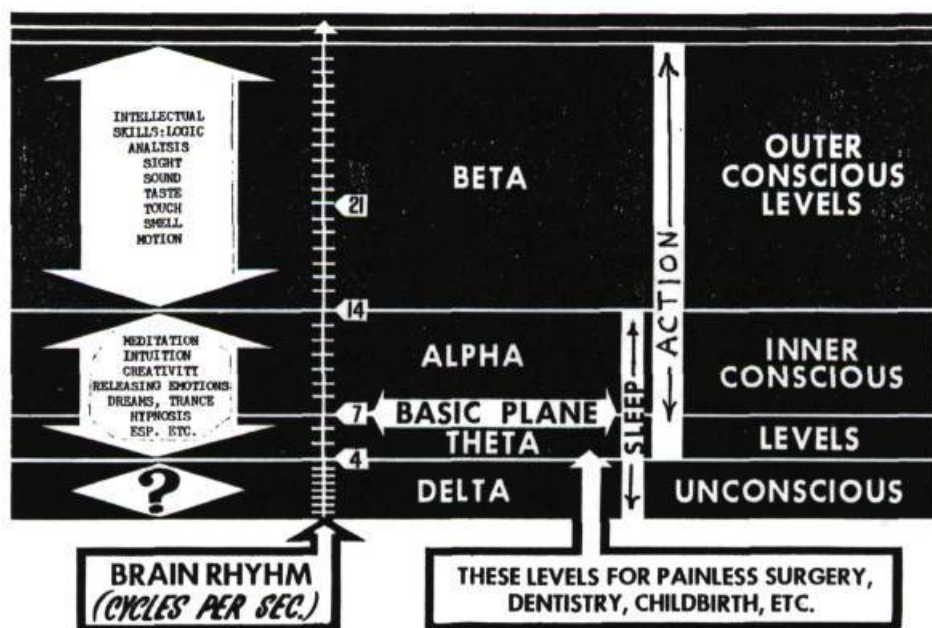 INTELLECTUAL
SKILLS:LOGIC
ANALYSIS
SIGHT
SOUND
TASTE
TOUCH
SMELL
MOTION
BETA
OUTER
CONSCIOUS
LEVELS
21
14
ACTION
MEDITATION
INTUITION
CREATIVITY
RELEASING EMOTIONS
DREAMS, TRANCE
HYPNOSIS
ESP. ETC.
ALPHA
INNER
CONSCIOUS
SLEEP
7
BASIC PLANE
THETA
LEVELS
4
?
DELTA
UNCONSCIOUS
BRAIN RHYHM
(CYCLES PER SEC.)
THESE LEVELS FOR PAINLESS SURGERY,
DENTISTRY, CHILDBIRTH, ETC.